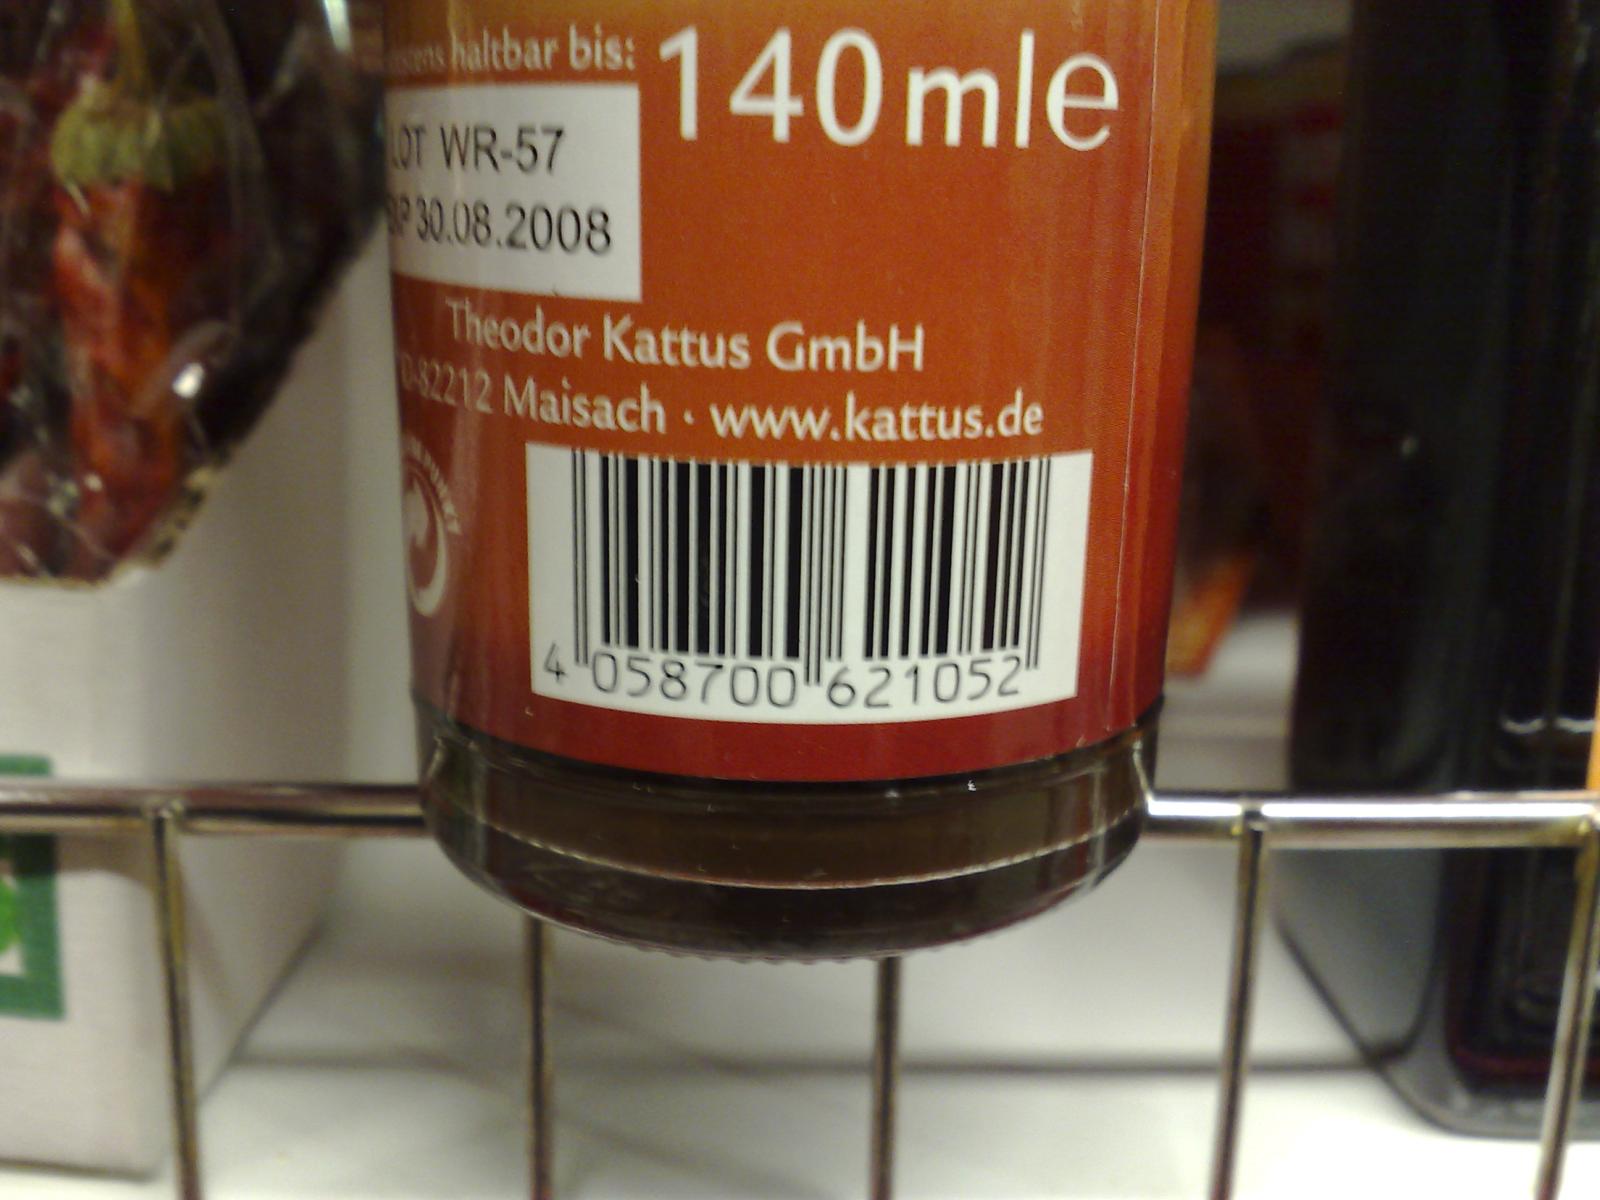 haltbar bis:
140 ml e
LOT WR-57
30.08.2008
Theodor Kattus GmbH
D-82212 Maisach · www.kattus.de
4 058700 621052